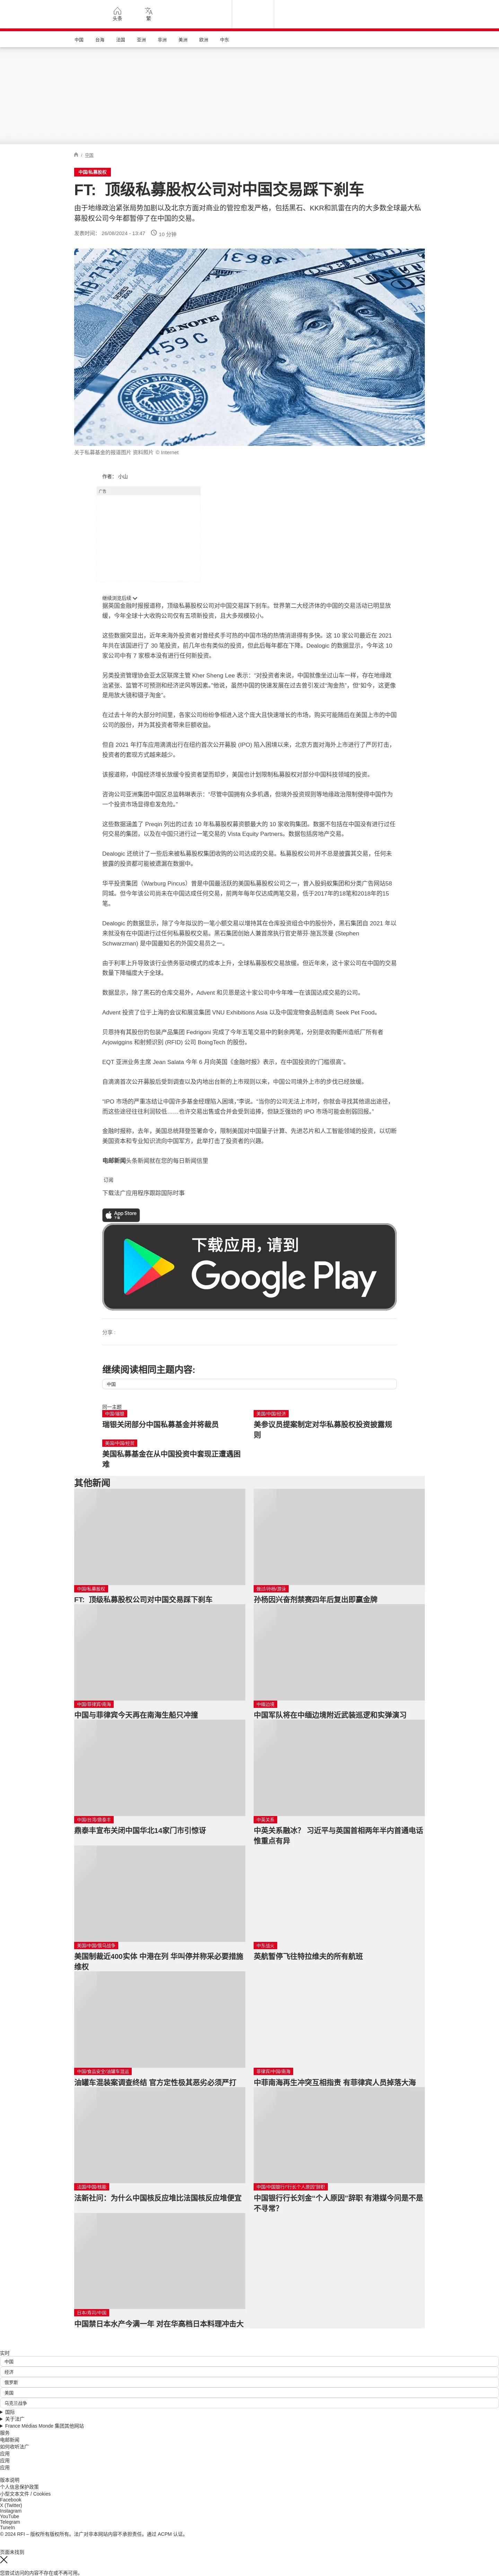 头条
繁
中国
台海
法国
亚洲
非洲
美洲
欧洲
中东
/ 中国
中国/私募股权
FT: 顶级私募股权公司对中国交易踩下刹车
由于地缘政治紧张局势加剧以及北京方面对商业的管控愈发严格，包括黑石、KKR和凯雷在内的大多数全球最大私
募股权公司今年都暂停了在中国的交易。
发表时间： 26/08/2024 - 13:47 10 分钟
关于私募基金的报道图片 资料图片 © Internet
作者： 小山
广告
继续浏览后续
据英国金融时报报道称，顶级私募股权公司对中国交易踩下刹车。世界第二大经济体的中国的交易活动已明显放
缓，今年全球十大收购公司仅有五项新投资，且大多规模较小。
这些数据突显出，近年来海外投资者对曾经炙手可热的中国市场的热情消退得有多快。这 10 家公司最近在 2021
年共在该国进行了 30 笔投资，前几年也有类似的投资，但此后每年都在下降。Dealogic 的数据显示，今年这 10
家公司中有 7 家根本没有进行任何新投资。
另类投资管理协会亚太区联席主管 Kher Sheng Lee 表示：“对投资者来说，中国就像坐过山车一样，存在地缘政
治紧张、监管不可预测和经济逆风等因素。”他说，虽然中国的快速发展在过去曾引发过“淘金热”，但“如今，这更像
是用放大镜和镊子淘金”。
在过去十年的大部分时间里，各家公司纷纷争相进入这个庞大且快速增长的市场，购买可能随后在美国上市的中国
公司的股份，并为其投资者带来巨额收益。
但自 2021 年打车应用滴滴出行在纽约首次公开募股 (IPO) 陷入困境以来，北京方面对海外上市进行了严厉打击，
投资者的套现方式越来越少。
该报道称，中国经济增长放缓令投资者望而却步，美国也计划限制私募股权对部分中国科技领域的投资。
咨询公司亚洲集团中国区总监韩琳表示：“尽管中国拥有众多机遇，但境外投资规则等地缘政治限制使得中国作为
一个投资市场显得愈发危险。”
这些数据涵盖了 Preqin 列出的过去 10 年私募股权募资额最大的 10 家收购集团。数据不包括在中国没有进行过任
何交易的集团，以及在中国只进行过一笔交易的 Vista Equity Partners。数据包括房地产交易。
Dealogic 还统计了一些后来被私募股权集团收购的公司达成的交易。私募股权公司并不总是披露其交易，任何未
披露的投资都可能被遗漏在数据中。
华平投资集团（Warburg Pincus）曾是中国最活跃的美国私募股权公司之一，曾入股蚂蚁集团和分类广告网站58
同城。但今年该公司尚未在中国达成任何交易，前两年每年仅达成两笔交易，低于2017年的18笔和2018年的15
笔。
Dealogic 的数据显示，除了今年拟议的一笔小额交易以增持其在仓库投资组合中的股份外，黑石集团自 2021 年以
来就没有在中国进行过任何私募股权交易。黑石集团创始人兼首席执行官史蒂芬·施瓦茨曼 (Stephen
Schwarzman) 是中国最知名的外国交易员之一。
由于利率上升导致该行业债务驱动模式的成本上升，全球私募股权交易放缓。但近年来，这十家公司在中国的交易
数量下降幅度大于全球。
数据显示，除了黑石的仓库交易外，Advent 和贝恩是这十家公司中今年唯一在该国达成交易的公司。
Advent 投资了位于上海的会议和展览集团 VNU Exhibitions Asia 以及中国宠物食品制造商 Seek Pet Food。
贝恩持有其股份的包装产品集团 Fedrigoni 完成了今年五笔交易中的剩余两笔，分别是收购衢州造纸厂所有者
Arjowiggins 和射频识别 (RFID) 公司 BoingTech 的股份。
EQT 亚洲业务主席 Jean Salata 今年 6 月向英国《金融时报》表示，在中国投资的“门槛很高”。
自滴滴首次公开募股后受到调查以及内地出台新的上市规则以来，中国公司境外上市的步伐已经放缓。
“IPO 市场的严重冻结让中国许多基金经理陷入困境，”李说，“当你的公司无法上市时，你就会寻找其他退出途径，
而这些途径往往利润较低……也许交易出售或合并会受到追捧，但缺乏强劲的 IPO 市场可能会削弱回报。”
金融时报称，去年，美国总统拜登签署命令，限制美国对中国量子计算、先进芯片和人工智能领域的投资，以切断
美国资本和专业知识流向中国军方，此举打击了投资者的兴趣。
电邮新闻头条新闻就在您的每日新闻信里
订阅
下载法广应用程序跟踪国际时事
App Store
下载
下载应用，请到
Google Play
分享 :
继续阅读相同主题内容:
中国
同一主题
中国/瑞银
瑞银关闭部分中国私募基金并将裁员
美国/中国/经济
美参议员提案制定对华私募股权投资披露规
则
美国/中国/经贸
美国私募基金在从中国投资中套现正遭遇困
难
其他新闻
中国/私募股权
FT: 顶级私募股权公司对中国交易踩下刹车
孙杨因兴奋剂禁赛四年后复出即赢金牌
中国/菲律宾/南海
中国与菲律宾今天再在南海生船只冲撞
中缅边境
中国军队将在中缅边境附近武装巡逻和实弹演习
中国/台湾/鼎泰丰
鼎泰丰宣布关闭中国华北14家门市引惊讶
中英关系
中英关系融冰？ 习近平与英国首相两年半内首通电话
惟重点有异
美国/中国/俄乌战争
美国制裁近400实体 中港在列 华叫停并称采必要措施
维权
中东战火
英航暂停飞往特拉维夫的所有航班
中国/食品安全/油罐车混运
油罐车混装案调查终结 官方定性极其恶劣必须严打
菲律宾/中国/南海
中菲南海再生冲突互相指责 有菲律宾人员掉落大海
法国/中国/核能
法新社问：为什么中国核反应堆比法国核反应堆便宜
中国/中国银行/“行长个人原因”辞职
中国银行行长刘金“个人原因”辞职 有港媒今问是不是
不寻常?
日本/青羽/中国
中国禁日本水产今满一年 对在华高档日本料理冲击大
实时
中国
经济
俄罗斯
美国
乌克兰战争
国际
关于法广
France Médias Monde 集团其他网站
服务
电邮新闻
如何收听法广
应用
应用
应用
版本说明
个人信息保护政策
小型文本文件 / Cookies
Facebook
X (Twitter)
Instagram
YouTube
Telegram
TuneIn
© 2024 RFI – 版权所有版权所有。法广对非本网站内容不承担责任。通过 ACPM 认证。
页面未找到
您尝试访问的内容不存在或不再可用。